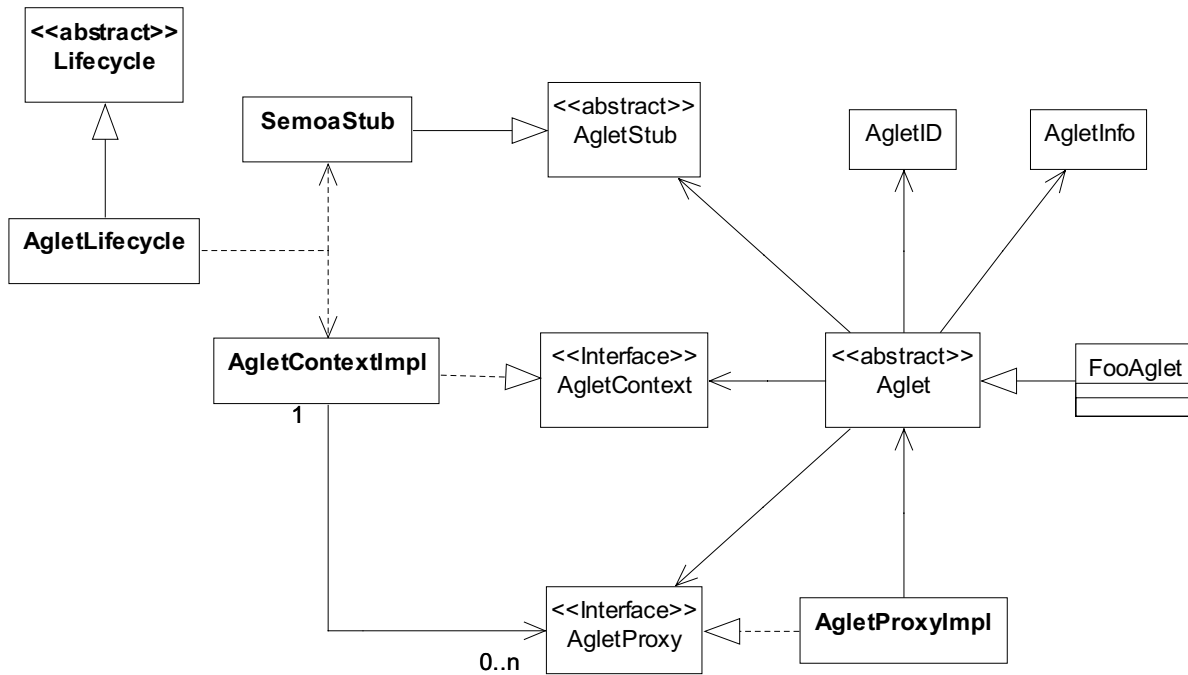 <<abstract>>
Lifecycle
SemoaStub
<<abstract>>
AgletStub
AgletID
AgletInfo
AgletLifecycle
AgletContextImpl
1
<<Interface>>
AgletContext
<<abstract>>
Aglet
FooAglet
0..n
<<Interface>>
AgletProxy
AgletProxyImpl